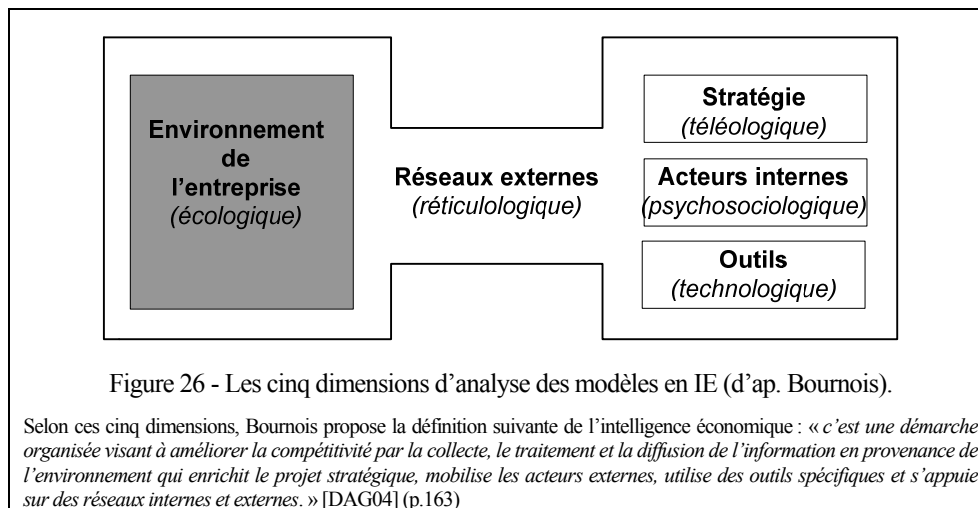 Environnement
de
l'entreprise
(écologique)
Réseaux externes
(réticulologique)
Stratégie
(téléologique)
Acteurs internes
(psychosociologique)
Outils
(technologique)
Figure 26 - Les cinq dimensions d'analyse des modèles en IE (d'ap. Bournois).
Selon ces cinq dimensions, Bournois propose la définition suivante de l'intelligence économique : « c'est une démarche
organisée visant à améliorer la compétitivité par la collecte, le traitement et la diffusion de l'information en provenance de
l'environnement qui enrichit le projet stratégique, mobilise les acteurs externes, utilise des outils spécifiques et s'appuie
sur des réseaux internes et externes. » [DAG04] (p.163)